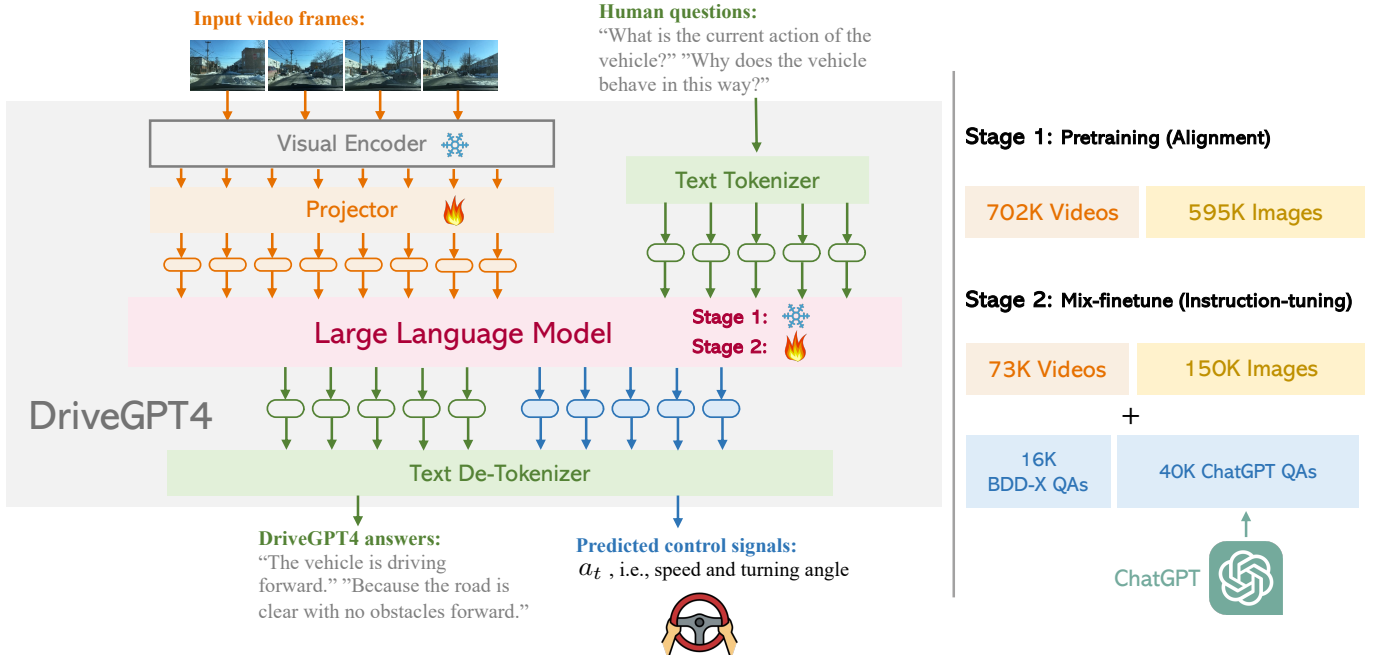 Input video frames:
Human questions:
“What is the current action of the
vehicle?” ”Why does the vehicle
behave in this way?”
Visual Encoder
Text Tokenizer
Projector
Large Language Model
Stage 1:
Stage 2:
DriveGPT4
Text De-Tokenizer
DriveGPT4 answers:
“The vehicle is driving
forward.” ”Because the road is
clear with no obstacles forward.”
Predicted control signals:
a_t , i.e., speed and turning angle
Stage 1: Pretraining (Alignment)
702K Videos
595K Images
Stage 2: Mix-finetune (Instruction-tuning)
73K Videos
150K Images
+
16K
BDD-X QAs
40K ChatGPT QAs
ChatGPT